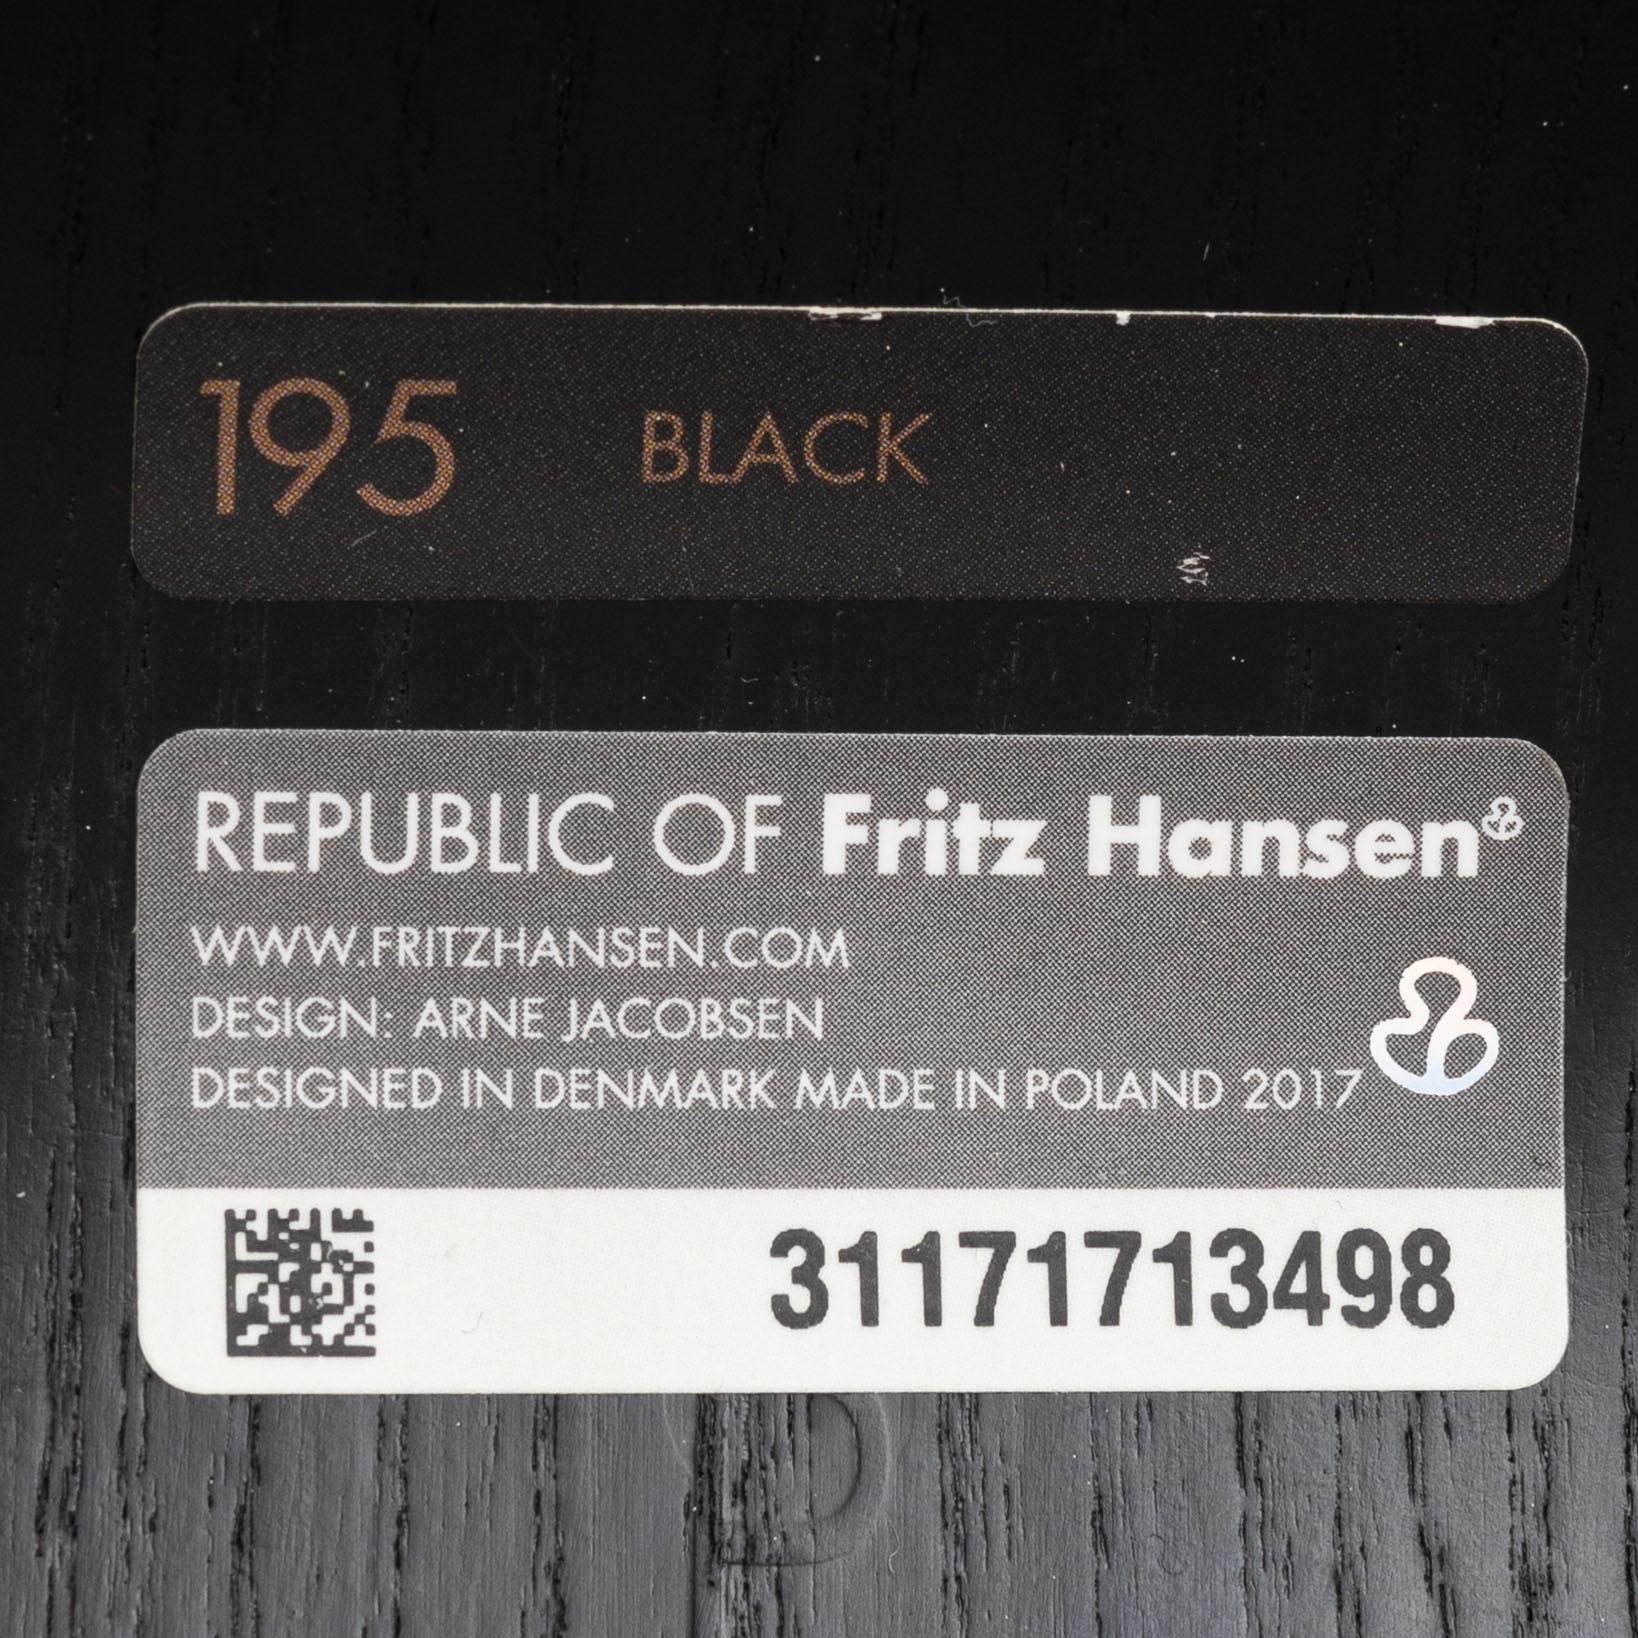 195 BLACK
REPUBLIC OF Fritz Hansen
WWW.FRITZHANSEN.COM
DESIGN: ARNE JACOBSEN
DESIGNED IN DENMARK MADE IN POLAND 2017
31171713498